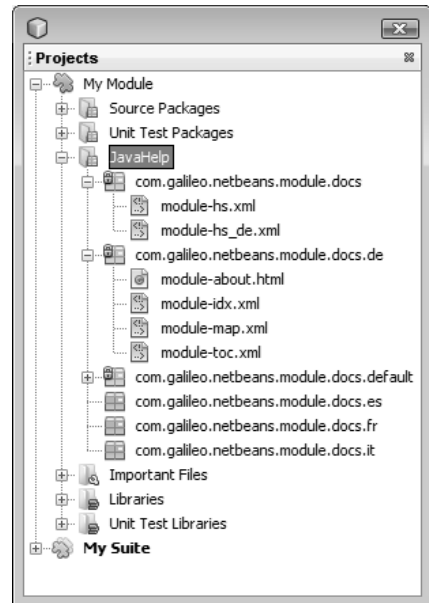 Projects
My Module
Source Packages
Unit Test Packages
JavaHelp
com.galileo.netbeans.module.docs
module-hs.xml
module-hs_de.xml
com.galileo.netbeans.module.docs.de
module-about.html
module-idx.xml
module-map.xml
module-toc.xml
com.galileo.netbeans.module.docs.default
com.galileo.netbeans.module.docs.es
com.galileo.netbeans.module.docs.fr
com.galileo.netbeans.module.docs.it
Important Files
Libraries
Unit Test Libraries
My Suite